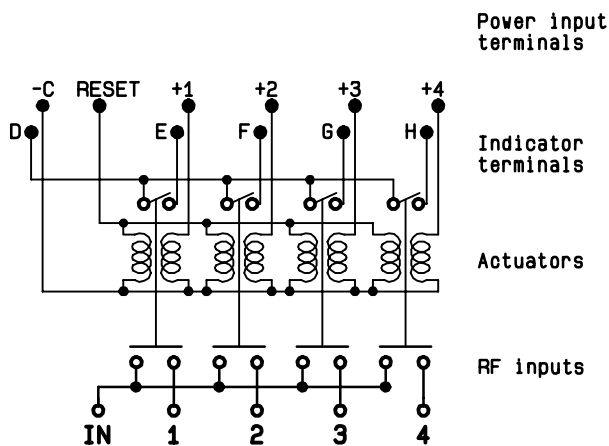 Power input
terminals
-C RESET +1 +2 +3 +4
D E F G H
Indicator
terminals
Actuators
RF inputs
IN 1 2 3 4